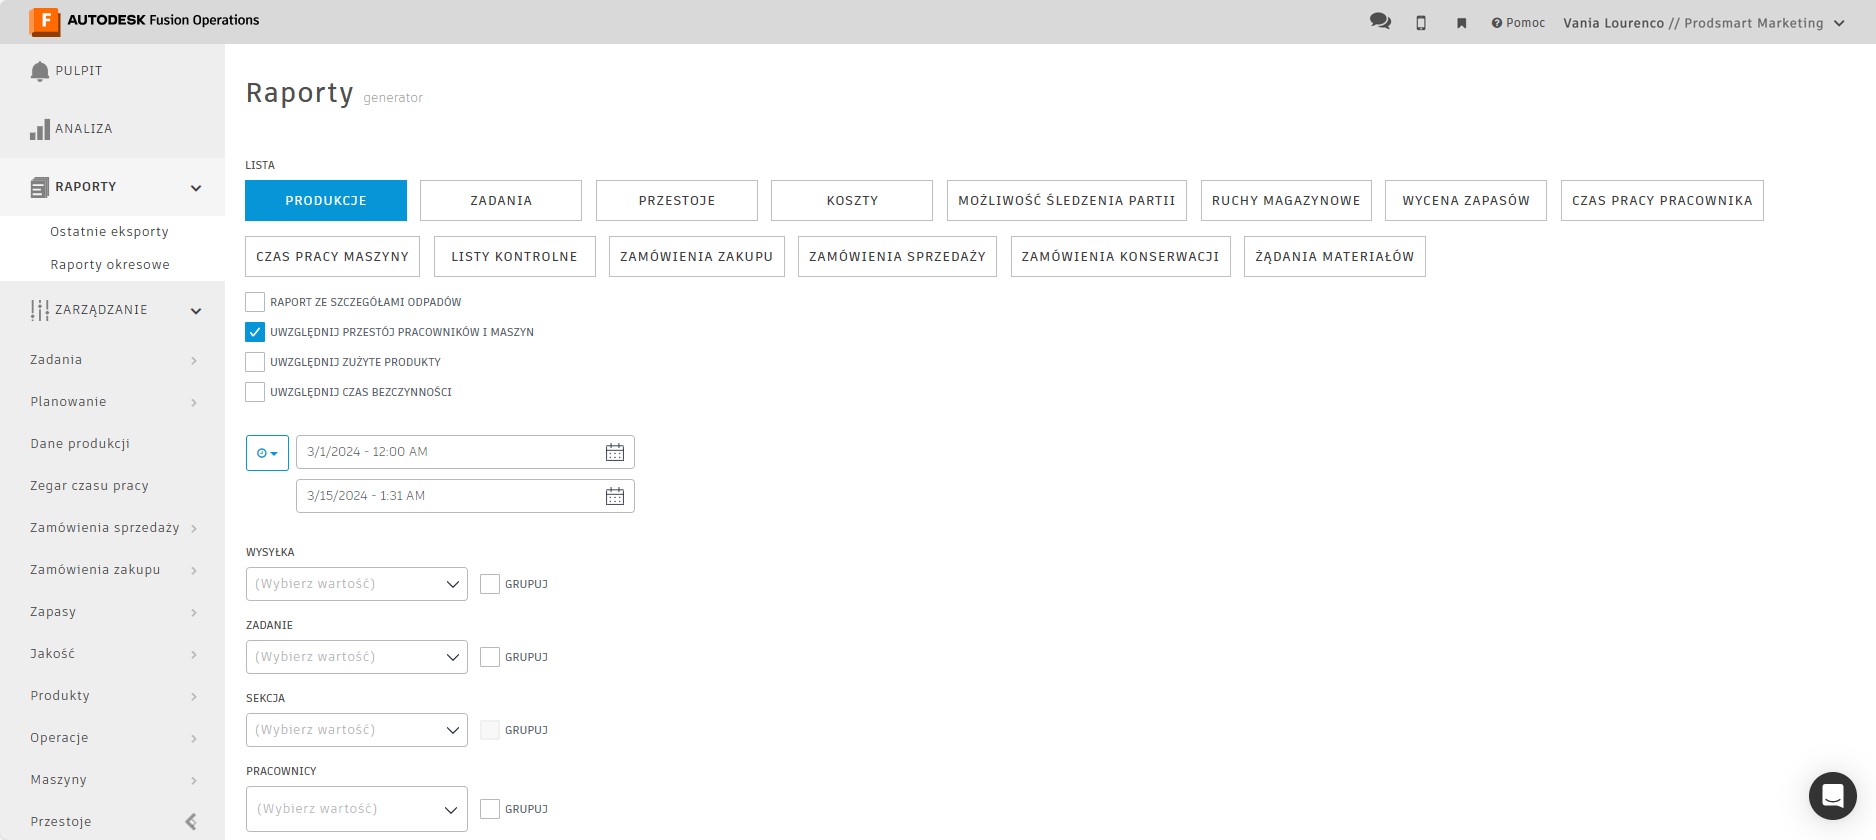 F AUTODESK Fusion Operations
Pomoc
Vania Lourenco // Prodsmart Marketing
PULPIT
ANALIZA
RAPORTY
Ostatnie eksporty
Raporty okresowe
ZARZĄDZANIE
Zadania
Planowanie
Dane produkcji
Zegar czasu pracy
Zamówienia sprzedaży
Zamówienia zakupu
Zapasy
Jakość
Produkty
Operacje
Maszyny
Przestoje
Raporty generator
LISTA
PRODUKCJE ZADANIA PRZESTOJE KOSZTY MOŻLIWOŚĆ ŚLEDZENIA PARTII RUCHY MAGAZYNOWE WYCENA ZAPASÓW CZAS PRACY PRACOWNIKA
CZAS PRACY MASZYNY LISTY KONTROLNE ZAMÓWIENIA ZAKUPU ZAMÓWIENIA SPRZEDAŻY ZAMÓWIENIA KONSERWACJI ŻĄDANIA MATERIAŁÓW
RAPORT ZE SZCZEGÓŁAMI ODPADÓW
UWZGLĘDNIJ PRZESTÓJ PRACOWNIKÓW I MASZYN
UWZGLĘDNIJ ZUŻYTE PRODUKTY
UWZGLĘDNIJ CZAS BEZCZYNNOŚCI
3/1/2024 - 12:00 AM
3/15/2024 - 1:31 AM
WYSYŁKA
(Wybierz wartość) GRUPUJ
ZADANIE
(Wybierz wartość) GRUPUJ
SEKCJA
(Wybierz wartość) GRUPUJ
PRACOWNICY
(Wybierz wartość) GRUPUJ